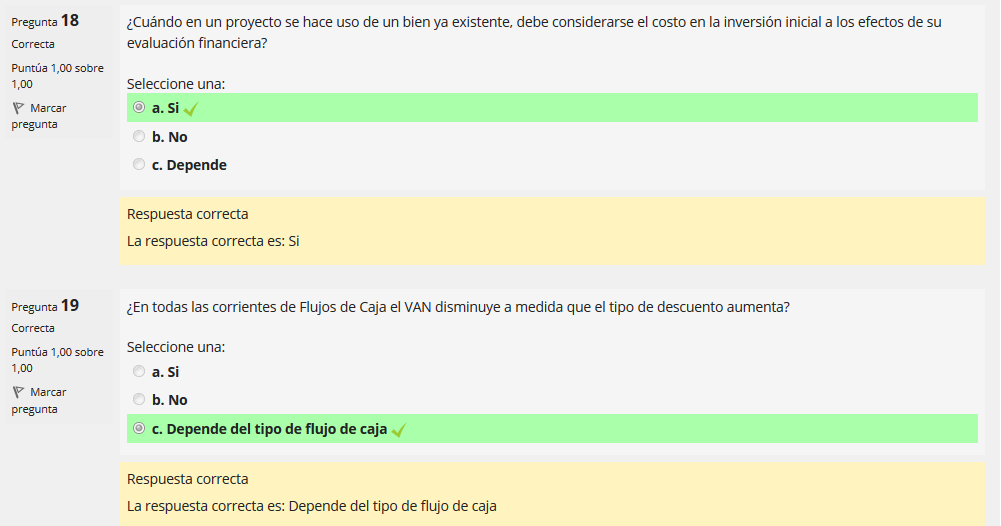 Pregunta 18
Correcta
Puntúa 1,00 sobre
1,00
Marcar
pregunta
¿Cuándo en un proyecto se hace uso de un bien ya existente, debe considerarse el costo en la inversión inicial a los efectos de su
evaluación financiera?
Seleccione una:
a. Si
b. No
c. Depende
Respuesta correcta
La respuesta correcta es: Si
Pregunta 19
Correcta
Puntúa 1,00 sobre
1,00
Marcar
pregunta
¿En todas las corrientes de Flujos de Caja el VAN disminuye a medida que el tipo de descuento aumenta?
Seleccione una:
a. Si
b. No
c. Depende del tipo de flujo de caja
Respuesta correcta
La respuesta correcta es: Depende del tipo de flujo de caja